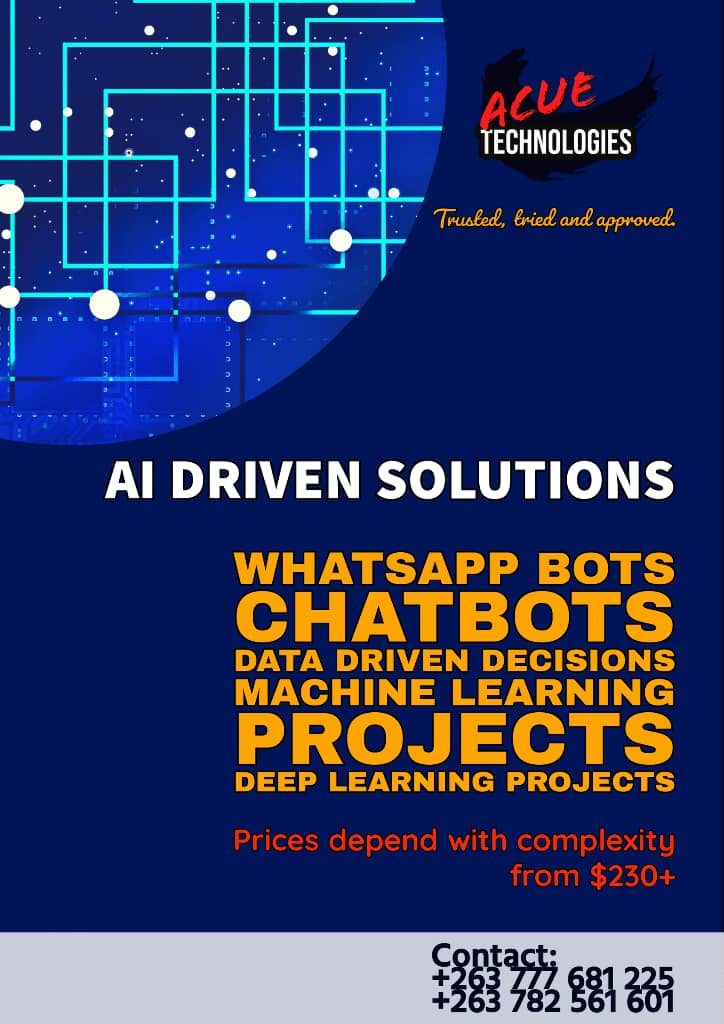 ACUE
TECHNOLOGIES
Trusted, tried and approved.
AI DRIVEN SOLUTIONS
WHATSAPP BOTS
CHATBOTS
DATA DRIVEN DECISIONS
MACHINE LEARNING
PROJECTS
DEEP LEARNING PROJECTS
Prices depend with complexity
from $230+
Contact:
+263 777 681 225
+263 782 561 601